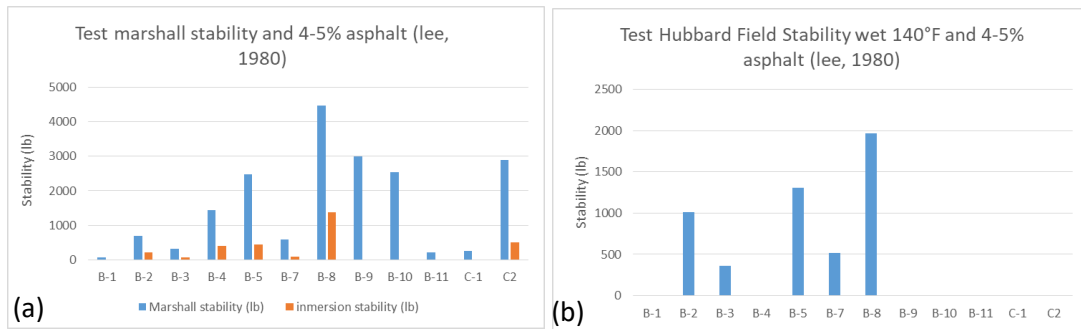 Test marshall stability and 4-5% asphalt (lee,
1980)
5000
4000
3000
2000
1000
0
Stability (lb)
B-1 B-2 B-3 B-4 B-5 B-7 B-8 B-9 B-10 B-11 C-1 C2
Marshall stability (lb) inmersion stability (lb)
(a)
Test Hubbard Field Stability wet 140°F and 4-5%
asphalt (lee, 1980)
2500
2000
1500
1000
500
0
Stability (lb)
B-1 B-2 B-3 B-4 B-5 B-7 B-8 B-9 B-10 B-11 C-1 C2
(b)